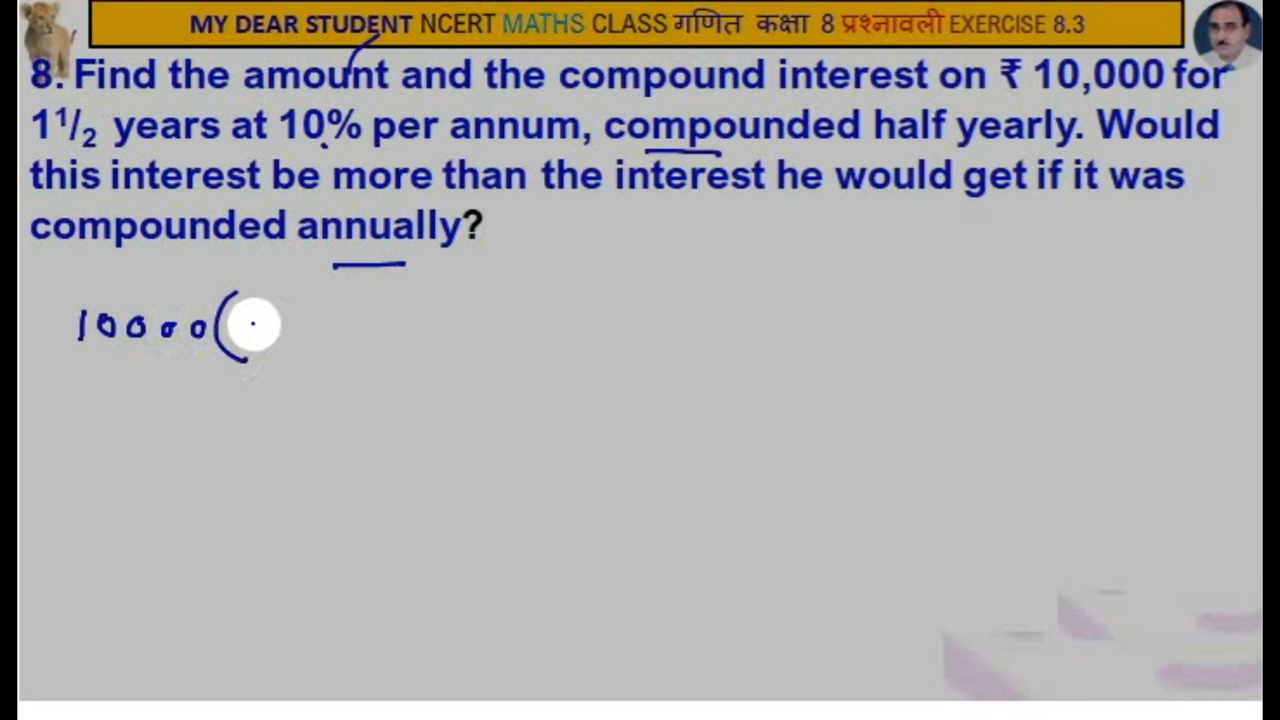 MY DEAR STUDENT NCERT MATHS CLASS गणित कक्षा 8 प्रश्नावली EXERCISE 8.3
8. Find the amount and the compound interest on ₹ 10,000 for
1¹/₂ years at 10% per annum, compounded half yearly. Would
this interest be more than the interest he would get if it was
compounded annually?
10000(